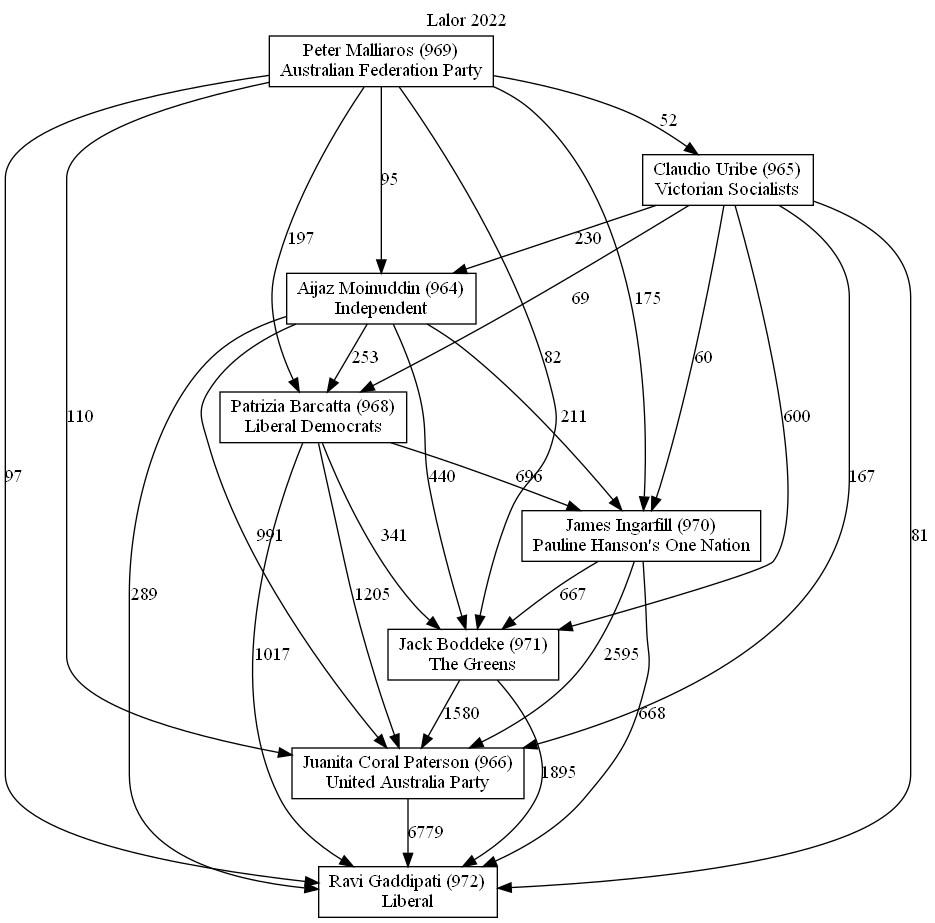 Lalor 2022
Peter Malliaros (969)
Australian Federation Party
52
Claudio Uribe (965)
Victorian Socialists
95
197
230
Aijaz Moinuddin (964)
Independent
69
175
253
82
60
Patrizia Barcatta (968)
Liberal Democrats
110
211
600
97
440
696
167
James Ingarfill (970)
Pauline Hanson's One Nation
991
341
81
289
1205
667
Jack Boddeke (971)
The Greens
1017
2595
1580
668
Juanita Coral Paterson (966)
United Australia Party
1895
6779
Ravi Gaddipati (972)
Liberal